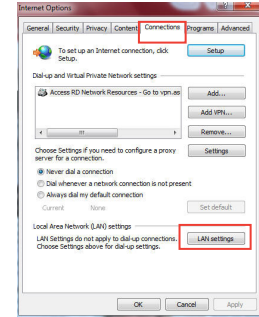 Internet Options
General Security Privacy Content Connections Programs Advanced
To set up an Internet connection, click Setup
Setup.
Dial-up and Virtual Private Network settings
Access RD Network Resources - Go to vpn.as Add...
Add VPN...
Remove...
Choose Settings if you need to configure a proxy Settings
server for a connection.
Never dial a connection
Dial whenever a network connection is not present
Always dial my default connection
Current None Set default
Local Area Network (LAN) settings
LAN Settings do not apply to dial-up connections. LAN settings
Choose Settings above for dial-up settings.
OK Cancel Apply